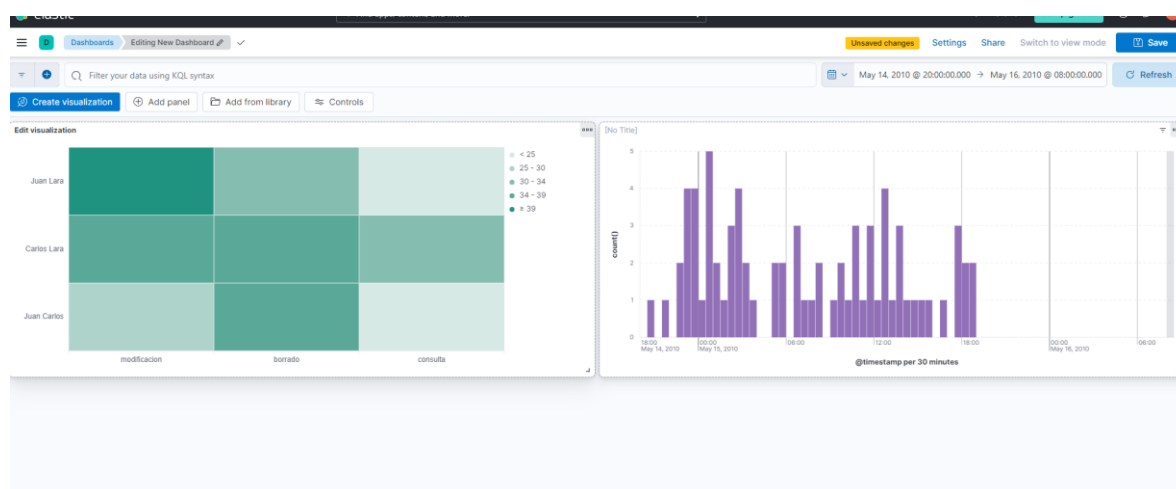 elastic
D Dashboards Editing New Dashboard Unsaved changes Settings Share Switch to view mode Save
Filter your data using KQL syntax May 14, 2010 @ 20:00:00.000 → May 16, 2010 @ 08:00:00.000 Refresh
Create visualization Add panel Add from library Controls
Edit visualization
Juan Lara
Carlos Lara
Juan Carlos
modificacion borrado consulta
< 25
25 - 30
30 - 34
34 - 39
≥ 39
[No Title]
5
4
3
2
1
0
count()
18:00 00:00 06:00 12:00 18:00 00:00 06:00
May 14, 2010 May 15, 2010 May 16, 2010
@timestamp per 30 minutes